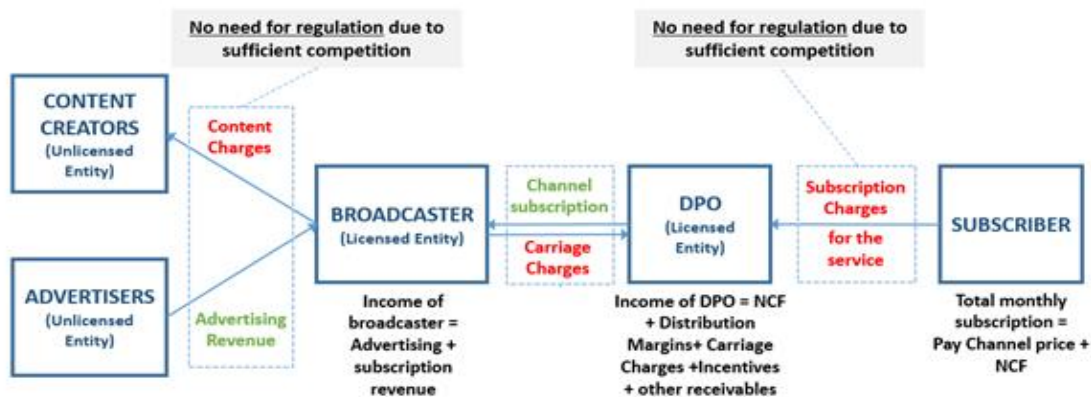 No need for regulation due to
sufficient competition
No need for regulation due to
sufficient competition
CONTENT
CREATORS
(Unlicensed
Entity)
Content
Charges
ADVERTISERS
(Unlicensed
Entity)
Advertising
Revenue
BROADCASTER
(Licensed Entity)
Income of
broadcaster =
Advertising +
subscription
revenue
Channel
subscription
Carriage
Charges
DPO
(Licensed
Entity)
Income of DPO = NCF
+ Distribution
Margins+ Carriage
Charges +Incentives
+ other receivables
Subscription
Charges
for the
service
SUBSCRIBER
Total monthly
subscription =
Pay Channel price +
NCF